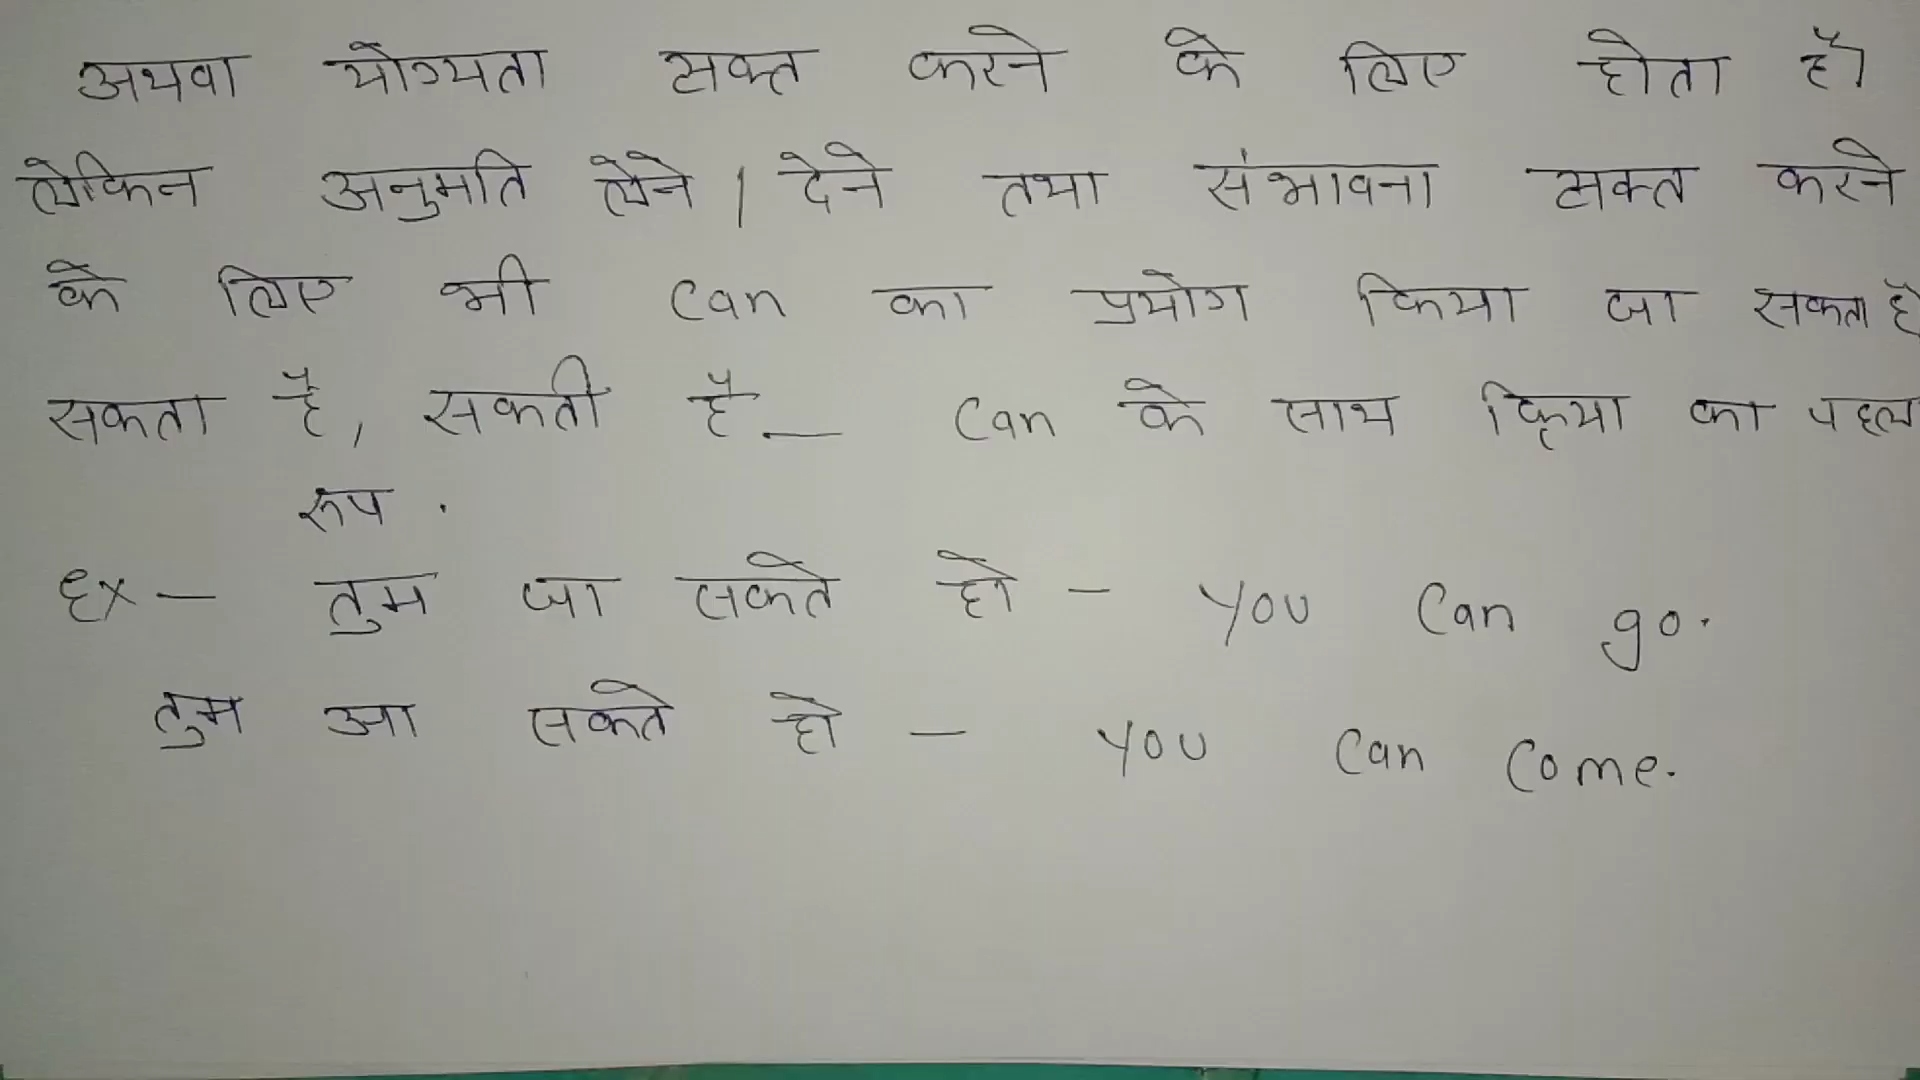 अथवा योग्यता व्यक्त करने के लिए होता है।
लेकिन अनुमति लेने / देने तथा संभावना व्यक्त करने
के लिए भी can का प्रयोग किया जा सकता है
सकता है, सकती है — can के साथ क्रिया का पहला
रूप .
Ex — तुम जा सकते हो — you can go.
तुम आ सकते हो — you can come.